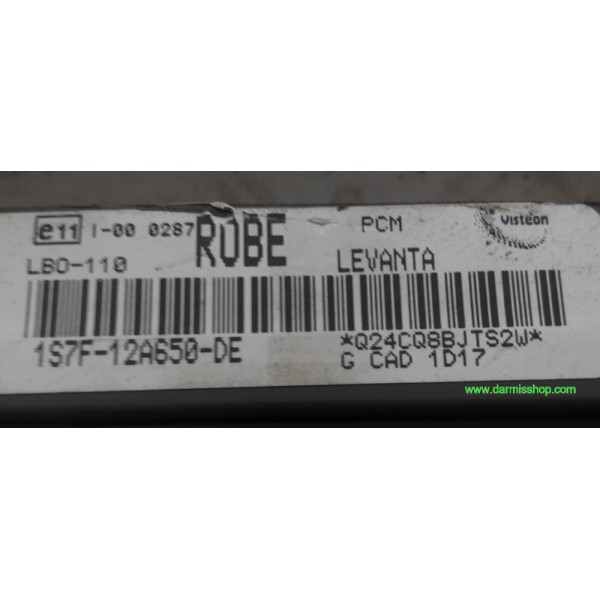 e11 I-00 0287 ROBE PCM Visteon
LBO-110 LEVANTA
1S7F-12A650-DE *Q24CQ8BJTS2W*
G CAD 1D17
www.darmisshop.com